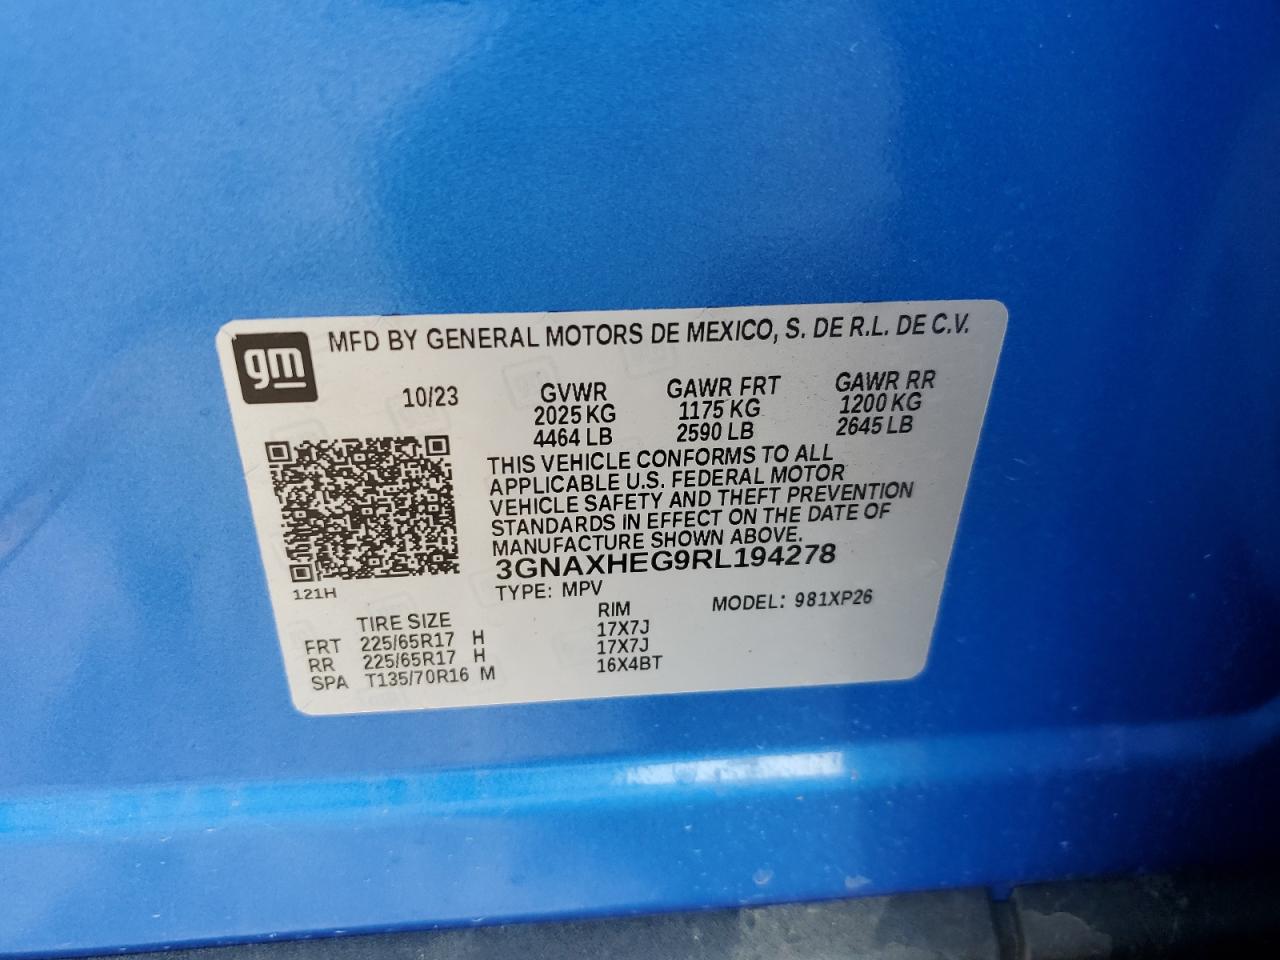 gm
MFD BY GENERAL MOTORS DE MEXICO, S. DE R.L. DE C.V.
10/23 GVWR GAWR FRT GAWR RR
2025 KG 1175 KG 1200 KG
4464 LB 2590 LB 2645 LB
THIS VEHICLE CONFORMS TO ALL
APPLICABLE U.S. FEDERAL MOTOR
VEHICLE SAFETY AND THEFT PREVENTION
STANDARDS IN EFFECT ON THE DATE OF
MANUFACTURE SHOWN ABOVE.
3GNAXHEG9RL194278
121H
TYPE: MPV MODEL: 981XP26
TIRE SIZE RIM
FRT 225/65R17 H 17X7J
RR 225/65R17 H 17X7J
SPA T135/70R16 M 16X4BT